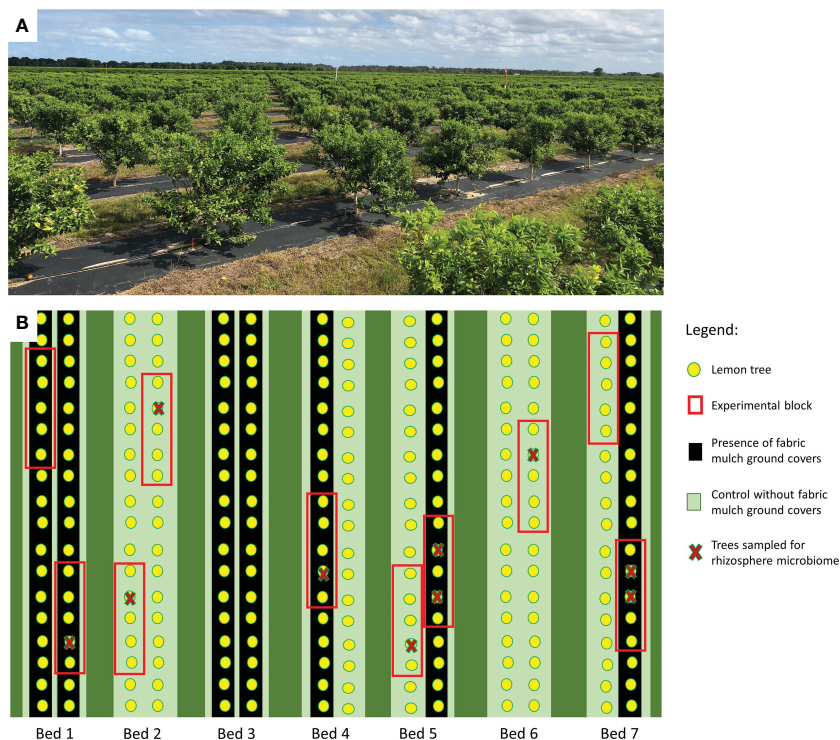 A
B
Legend:
Lemon tree
Experimental block
Presence of fabric
mulch ground covers
Control without fabric
mulch ground covers
Trees sampled for
rhizosphere microbiome
Bed 1
Bed 2
Bed 3
Bed 4
Bed 5
Bed 6
Bed 7